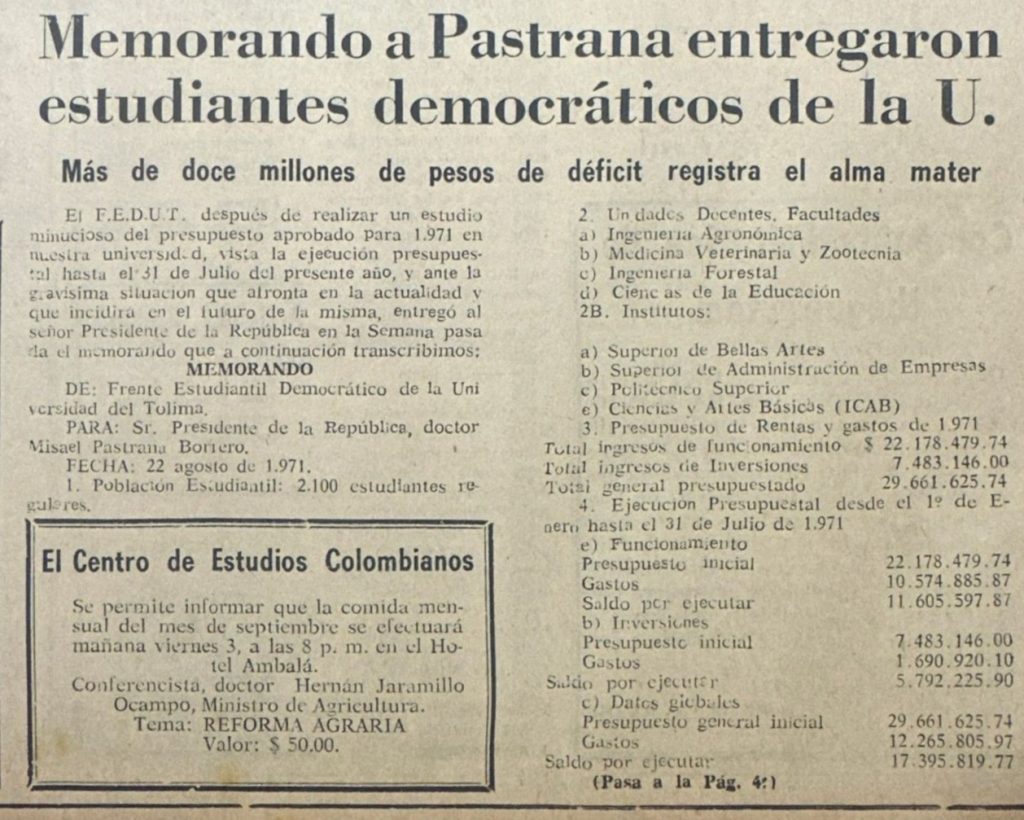 Memorando a Pastrana entregaron
estudiantes democráticos de la U.
Más de doce millones de pesos de déficit registra el alma mater
El F.E.D.U.T. después de realizar un estudio
minucioso del presupuesto aprobado para 1.971 en
nuestra universidad, vista la ejecución presupues-
tal hasta el 31 de Julio del presente año, y ante la
gravísima situación que afronta en la actualidad y
que incidirá en el futuro de la misma, entregó al
señor Presidente de la República en la Semana pasa
da el memorando que a continuación transcribimos:
MEMORANDO
DE: Frente Estudiantil Democrático de la Uni
versidad del Tolima.
PARA: Sr. Presidente de la República, doctor
Misael Pastrana Borrero.
FECHA: 22 agosto de 1.971.
1. Población Estudiantil: 2.100 estudiantes re-
gulares.
El Centro de Estudios Colombianos
Se permite informar que la comida men-
sual del mes de septiembre se efectuará
mañana viernes 3, a las 8 p. m. en el Ho-
tel Ambalá.
Conferencista, doctor Hernán Jaramillo
Ocampo, Ministro de Agricultura.
Tema: REFORMA AGRARIA
Valor: $ 50.00.
2. Un dades Docentes, Facultades
a) Ingeniería Agronómica
b) Medicina Veterinaria y Zootecnia
c) Ingeniería Forestal
d) Ciencias de la Educación
2B. Institutos:
a) Superior de Bellas Artes
b) Superior de Administración de Empresas
c) Politécnico Superior
e) Ciencias y Artes Básicas (ICAB)
3. Presupuesto de Rentas y gastos de 1.971
Total ingresos de funcionamiento $ 22.178.479.74
Total ingresos de Inversiones 7.483.146.00
Total general presupuestado 29.661.625.74
4. Ejecución Presupuestal desde el 1º de E-
nero hasta el 31 de Julio de 1.971
e) Funcionamiento
Presupuesto inicial 22.178.479.74
Gastos 10.574.885.87
Saldo por ejecutar 11.605.597.87
b) Inversiones
Presupuesto inicial 7.483.146.00
Gastos 1.690.920.10
Saldo por ejecutar 5.792.225.90
c) Datos globales
Presupuesto general inicial 29.661.625.74
Gastos 12.265.805.97
Saldo por ejecutar 17.395.819.77
(Pasa a la Pág. 4ª)